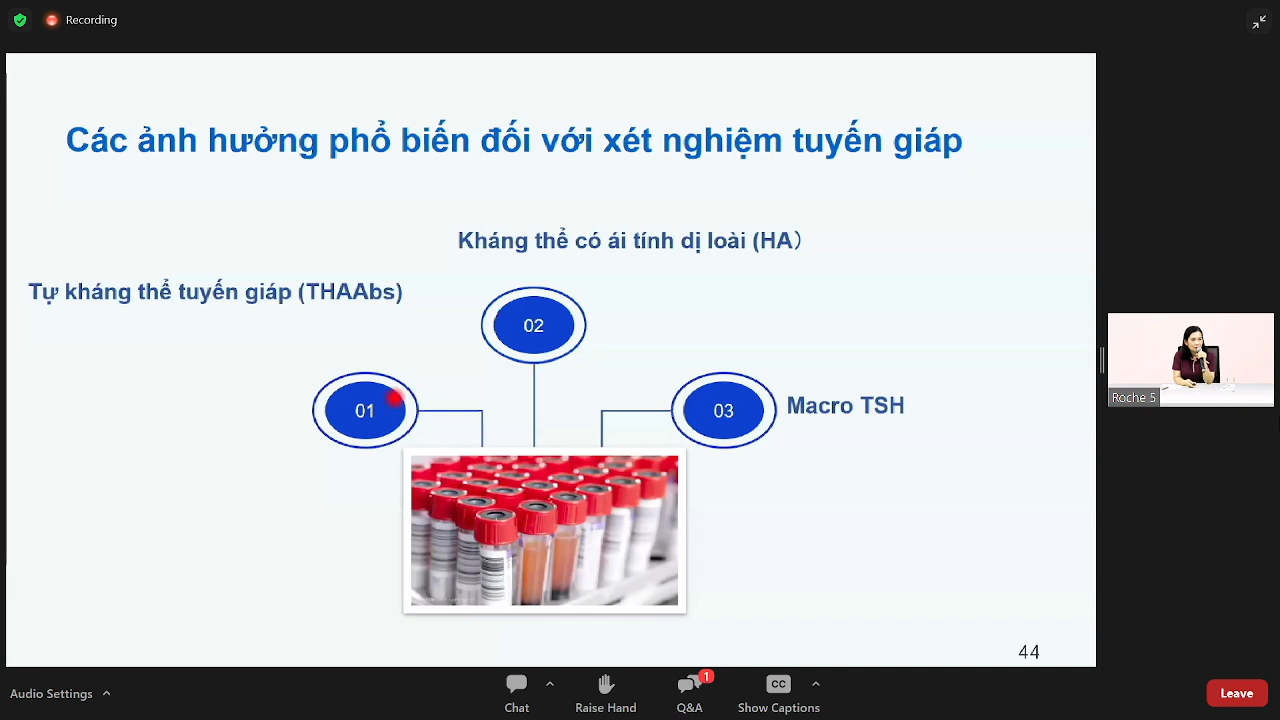 Recording
Các ảnh hưởng phổ biến đối với xét nghiệm tuyến giáp
Kháng thể có ái tính dị loài (HA)
Tự kháng thể tuyến giáp (THAAbs)
02
01
03
Macro TSH
Roche 5
44
Audio Settings
Chat
Raise Hand
1
Q&A
CC
Show Captions
Leave